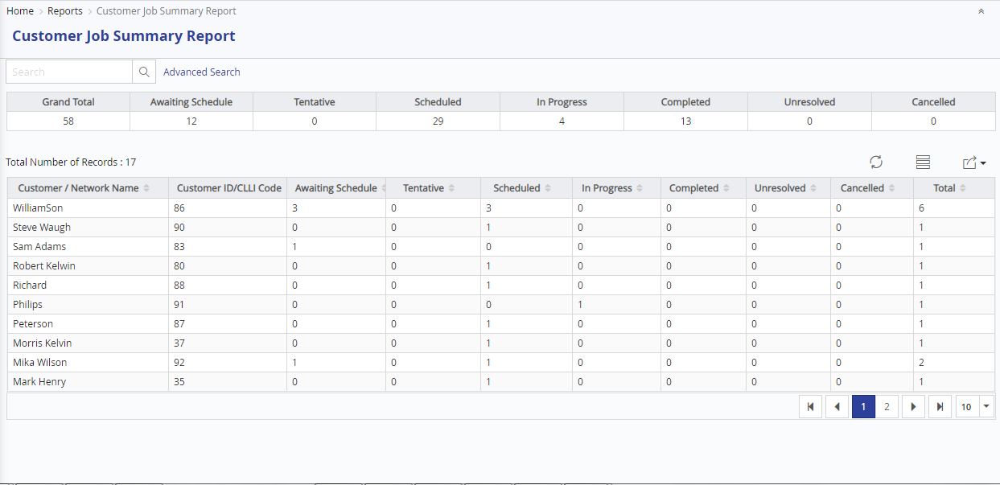 Home > Reports > Customer Job Summary Report
Customer Job Summary Report
Search
Advanced Search
Grand Total Awaiting Schedule Tentative Scheduled In Progress Completed Unresolved Cancelled
58 12 0 29 4 13 0 0
Total Number of Records : 17
Customer / Network Name Customer ID/CLLI Code Awaiting Schedule Tentative Scheduled In Progress Completed Unresolved Cancelled Total
WilliamSon 86 3 0 3 0 0 0 0 6
Steve Waugh 90 0 0 1 0 0 0 0 1
Sam Adams 83 1 0 0 0 0 0 0 1
Robert Kelwin 80 0 0 1 0 0 0 0 1
Richard 88 0 0 1 0 0 0 0 1
Philips 91 0 0 0 1 0 0 0 1
Peterson 87 0 0 1 0 0 0 0 1
Morris Kelvin 37 0 0 1 0 0 0 0 1
Mika Wilson 92 1 0 1 0 0 0 0 2
Mark Henry 35 0 0 1 0 0 0 0 1
1 2 10